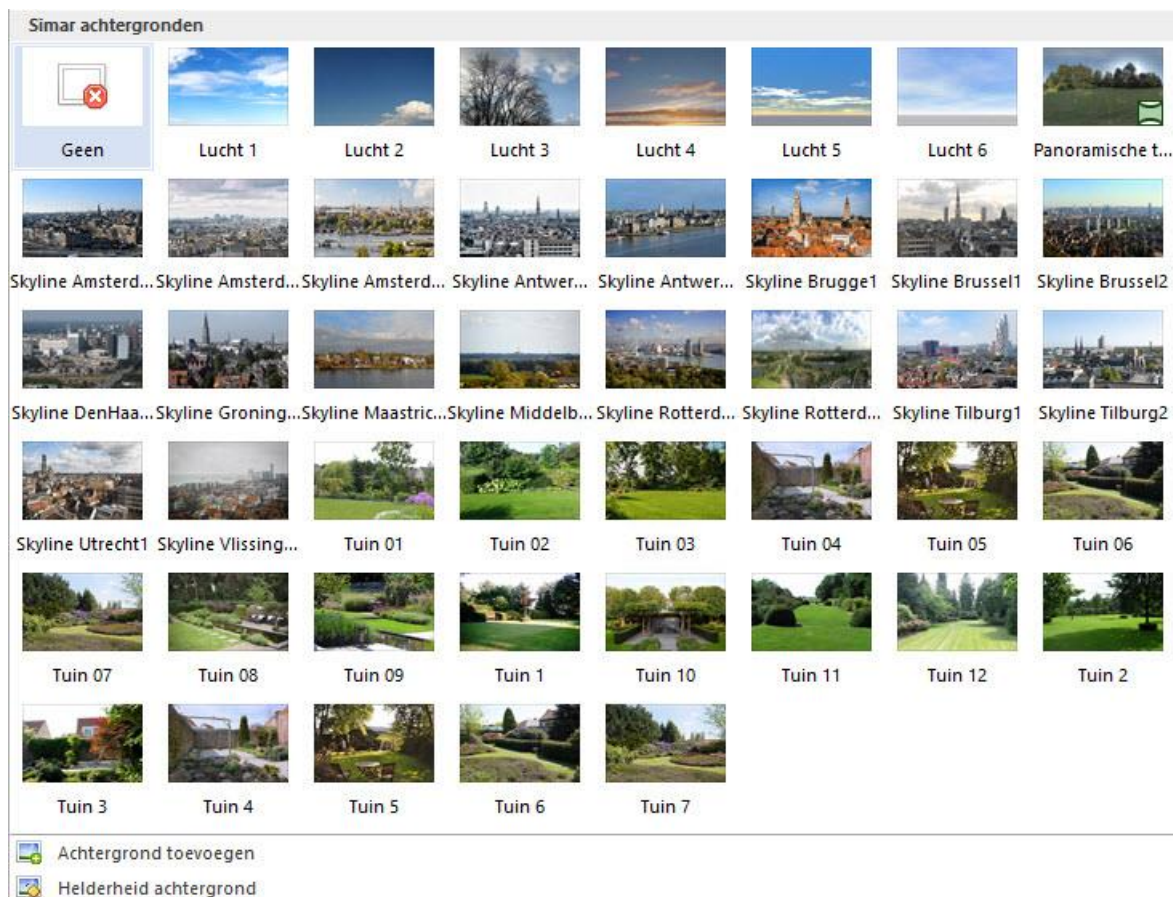 Simar achtergronden
Geen Lucht 1 Lucht 2 Lucht 3 Lucht 4 Lucht 5 Lucht 6 Panoramische t...
Skyline Amsterd... Skyline Amsterd... Skyline Amsterd... Skyline Antwer... Skyline Antwer... Skyline Brugge1 Skyline Brussel1 Skyline Brussel2
Skyline DenHaa... Skyline Groning... Skyline Maastric... Skyline Middelb... Skyline Rotterd... Skyline Rotterd... Skyline Tilburg1 Skyline Tilburg2
Skyline Utrecht1 Skyline Vlissing... Tuin 01 Tuin 02 Tuin 03 Tuin 04 Tuin 05 Tuin 06
Tuin 07 Tuin 08 Tuin 09 Tuin 1 Tuin 10 Tuin 11 Tuin 12 Tuin 2
Tuin 3 Tuin 4 Tuin 5 Tuin 6 Tuin 7
Achtergrond toevoegen
Helderheid achtergrond